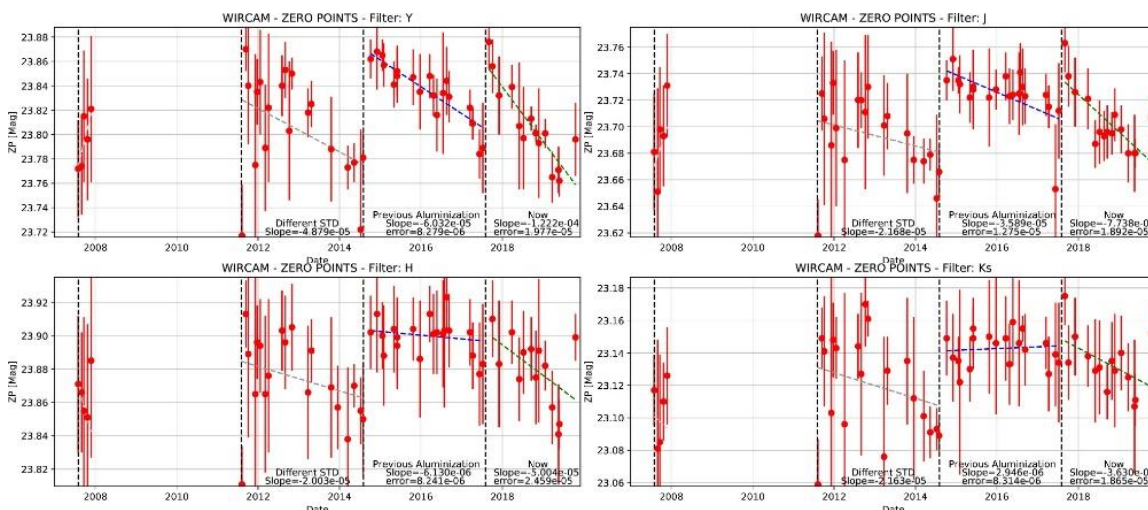 WIRCAM - ZERO POINTS - Filter: Y
ZP [Mag]
23.88
23.86
23.84
23.82
23.80
23.78
23.76
23.74
23.72
Different STD
Slope=-4.879e-05
Previous Aluminization
Slope=-6.032e-05
error=8.279e-06
Now
Slope=-1.222e-04
error=1.977e-05
2008 2010 2012 2014 2016 2018
Date
WIRCAM - ZERO POINTS - Filter: J
ZP [Mag]
23.76
23.74
23.72
23.70
23.68
23.66
23.64
23.62
Different STD
Slope=-2.168e-05
Previous Aluminization
Slope=-3.589e-05
error=1.275e-05
Now
Slope=-7.738e-0
error=1.892e-05
2008 2010 2012 2014 2016 2018
Date
WIRCAM - ZERO POINTS - Filter: H
ZP [Mag]
23.92
23.90
23.88
23.86
23.84
23.82
Different STD
Slope=-2.003e-05
Previous Aluminization
Slope=-6.130e-06
error=8.241e-06
Now
Slope=-5.004e-05
error=2.459e-05
2008 2010 2012 2014 2016 2018
Date
WIRCAM - ZERO POINTS - Filter: Ks
ZP [Mag]
23.18
23.16
23.14
23.12
23.10
23.08
23.06
Different STD
Slope=-2.163e-05
Previous Aluminization
Slope=2.946e-06
error=8.314e-06
Now
Slope=-3.630e-0
error=1.865e-05
2008 2010 2012 2014 2016 2018
Date